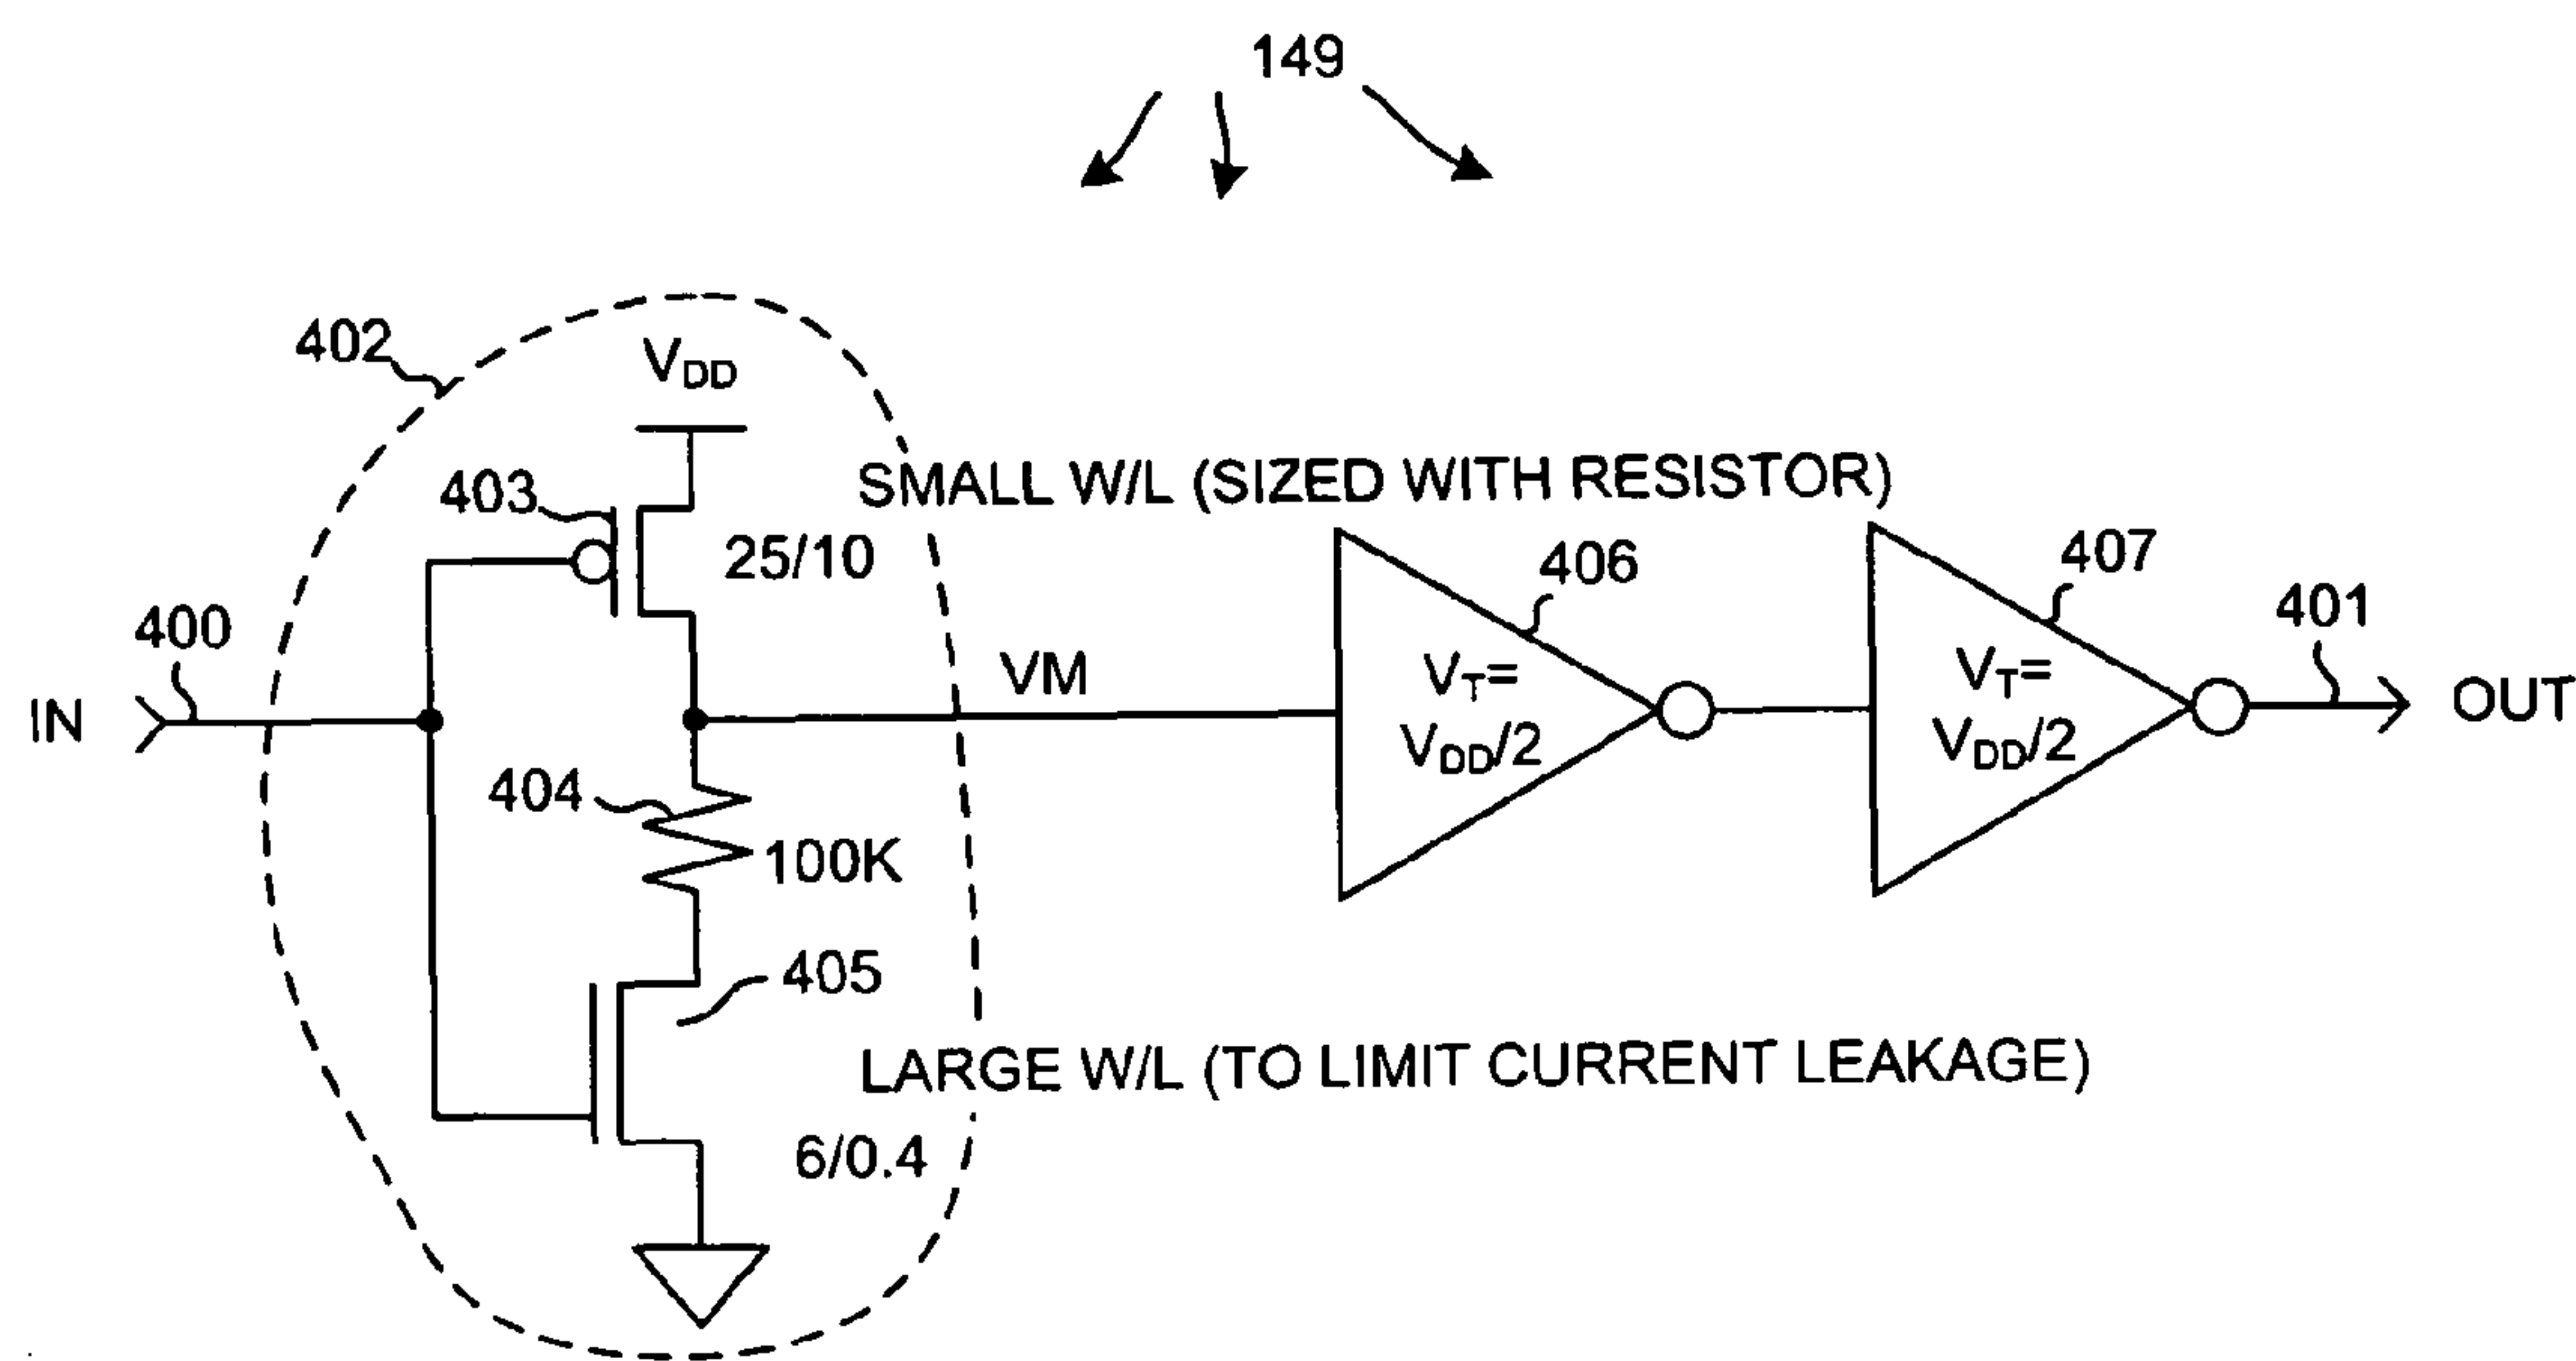 149
402
VDD
SMALL W/L (SIZED WITH RESISTOR)
403
25/10
406
407
400
401
IN
VM
VT=
VDD/2
VT=
VDD/2
OUT
404
100K
405
LARGE W/L (TO LIMIT CURRENT LEAKAGE)
6/0.4